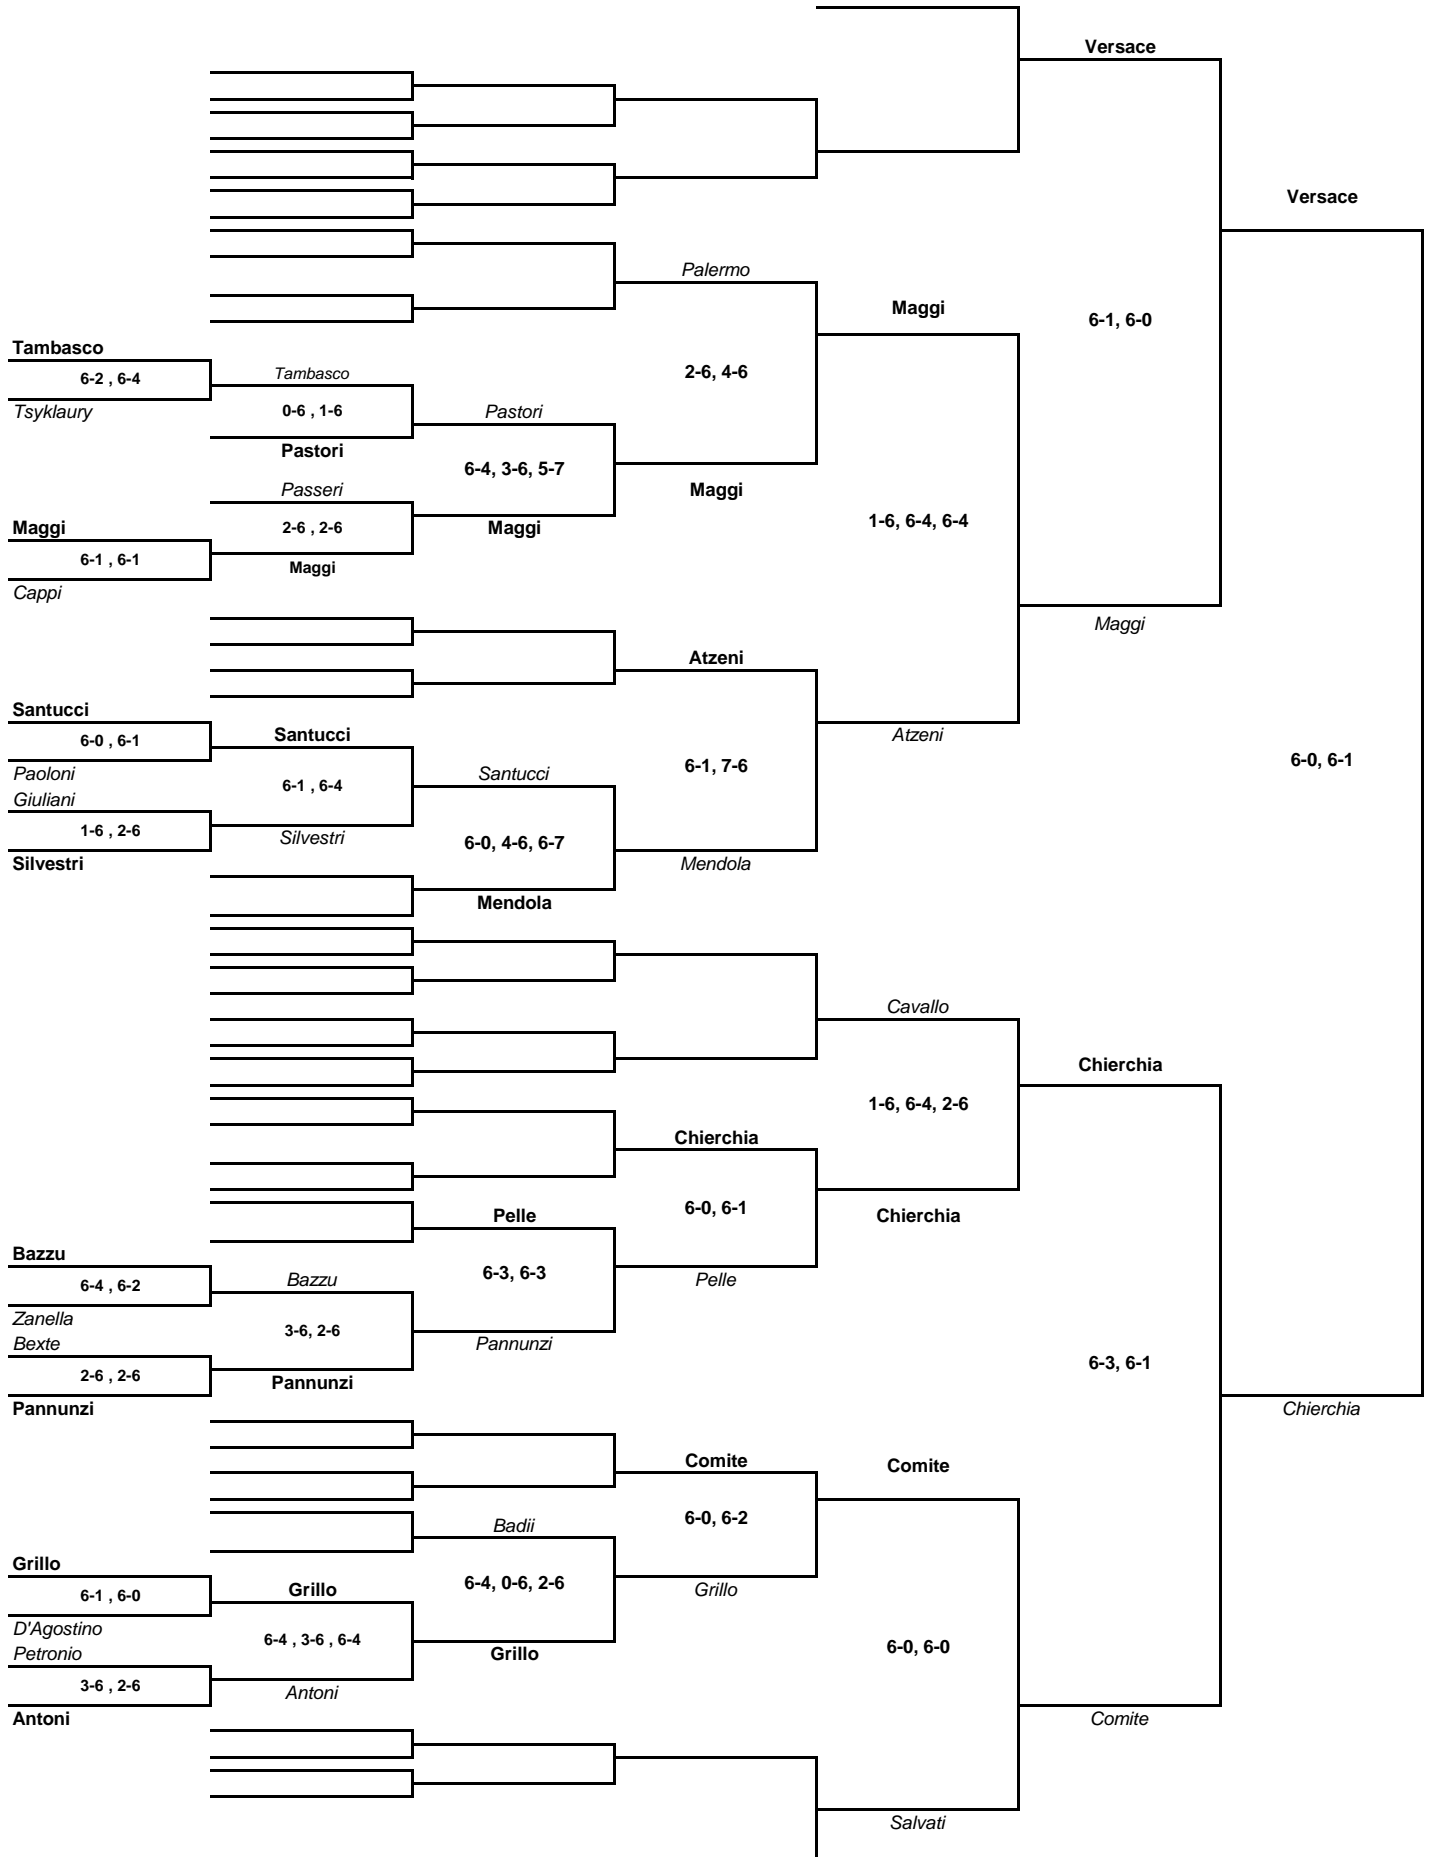 Versace
Versace
Palermo
Maggi
6-1, 6-0
Tambasco
6-2 , 6-4
Tambasco
2-6, 4-6
Tsyklaury
0-6 , 1-6
Pastori
Pastori
6-4, 3-6, 5-7
Passeri
Maggi
Maggi
2-6 , 2-6
Maggi
1-6, 6-4, 6-4
6-1 , 6-1
Maggi
Cappi
Maggi
Atzeni
Santucci
6-0 , 6-1
Santucci
Atzeni
Paoloni
Santucci
6-1, 7-6
6-0, 6-1
Giuliani
6-1 , 6-4
1-6 , 2-6
Silvestri
6-0, 4-6, 6-7
Silvestri
Mendola
Mendola
Cavallo
Chierchia
1-6, 6-4, 2-6
Chierchia
Pelle
6-0, 6-1
Chierchia
Bazzu
6-4 , 6-2
Bazzu
6-3, 6-3
Pelle
Zanella
3-6, 2-6
Bexte
Pannunzi
2-6 , 2-6
Pannunzi
6-3, 6-1
Pannunzi
Chierchia
Comite
Comite
Badii
6-0, 6-2
Grillo
6-1 , 6-0
Grillo
6-4, 0-6, 2-6
Grillo
D'Agostino
6-4 , 3-6 , 6-4
6-0, 6-0
Petronio
Grillo
3-6 , 2-6
Antoni
Antoni
Comite
Salvati